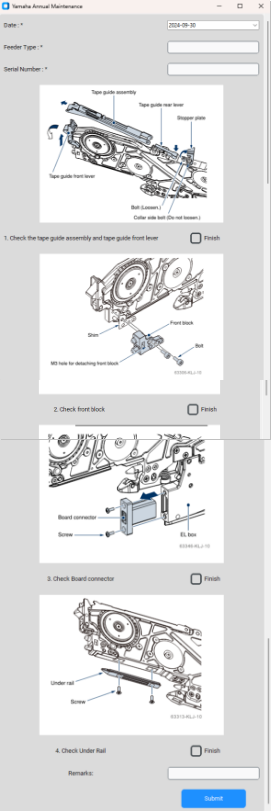 Yamaha Annual Maintenance
Date : *
2024-09-30
Feeder Type : *
Serial Number : *
Tape guide assembly
Tape guide rear lever
Stopper plate
Tape guide front lever
Bolt (Loosen.)
Collar side bolt (Do not loosen.)
1. Check the tape guide assembly and tape guide front lever
Finish
Shim
Front block
Bolt
M3 hole for detaching front block
2. Check front block
Finish
Board connector
Screw
EL box
3. Check Board connector
Finish
Under rail
Screw
4. Check Under Rail
Finish
Remarks:
Submit